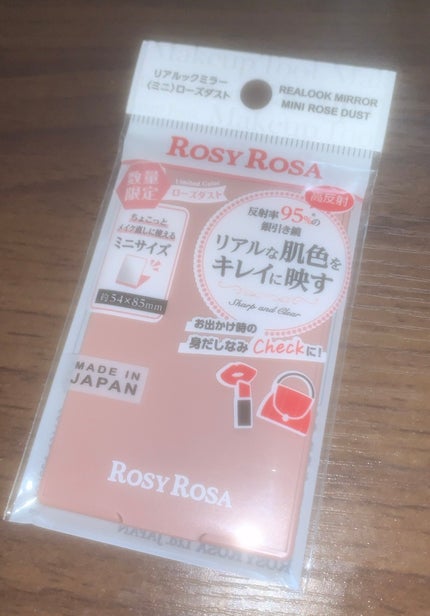 リアルックミラー
〈ミニ〉ローズダスト
REALOOK MIRROR
MINI ROSE DUST
ROSY ROSA
数量
限定
Limited Color
ローズダスト
高反射
ちょこっと
メイク直しに使える
ミニサイズ
約54×85mm
反射率95%*の
銀引き鏡
リアルな肌色を
キレイに映す
Sharp and Clear
お出かけ時の
身だしなみCheckに!
MADE IN
JAPAN
ROSY ROSA